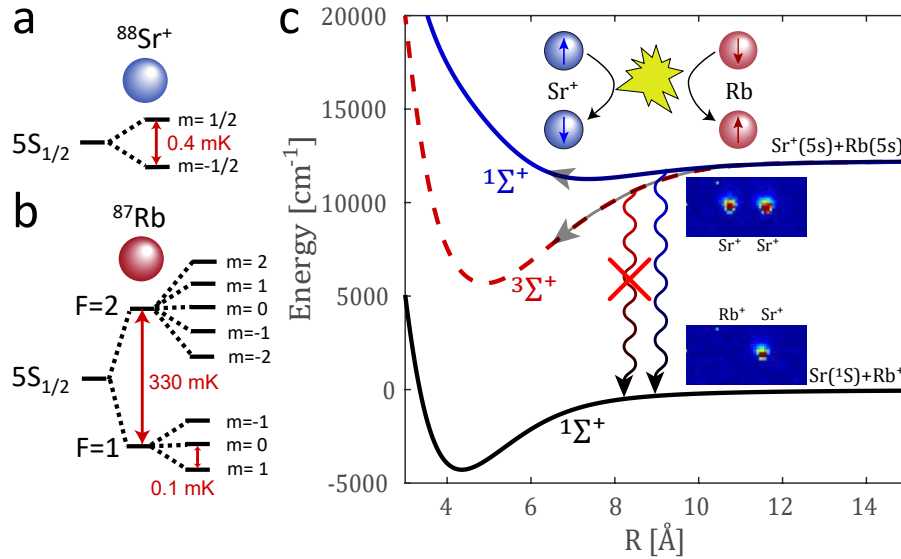 a
⁸⁸Sr⁺
5S₁/₂
m= 1/2
0.4 mK
m=-1/2
b
⁸⁷Rb
F=2
m= 2
m= 1
m= 0
m=-1
m=-2
5S₁/₂
330 mK
F=1
m=-1
m= 0
m= 1
0.1 mK
c
Energy [cm⁻¹]
20000
15000
10000
5000
0
-5000
Sr⁺
Rb
Sr⁺(5s)+Rb(5s)
¹Σ⁺
³Σ⁺
Sr⁺ Sr⁺
Rb⁺ Sr⁺
Sr(¹S)+Rb⁺
¹Σ⁺
4 6 8 10 12 14
R [Å]